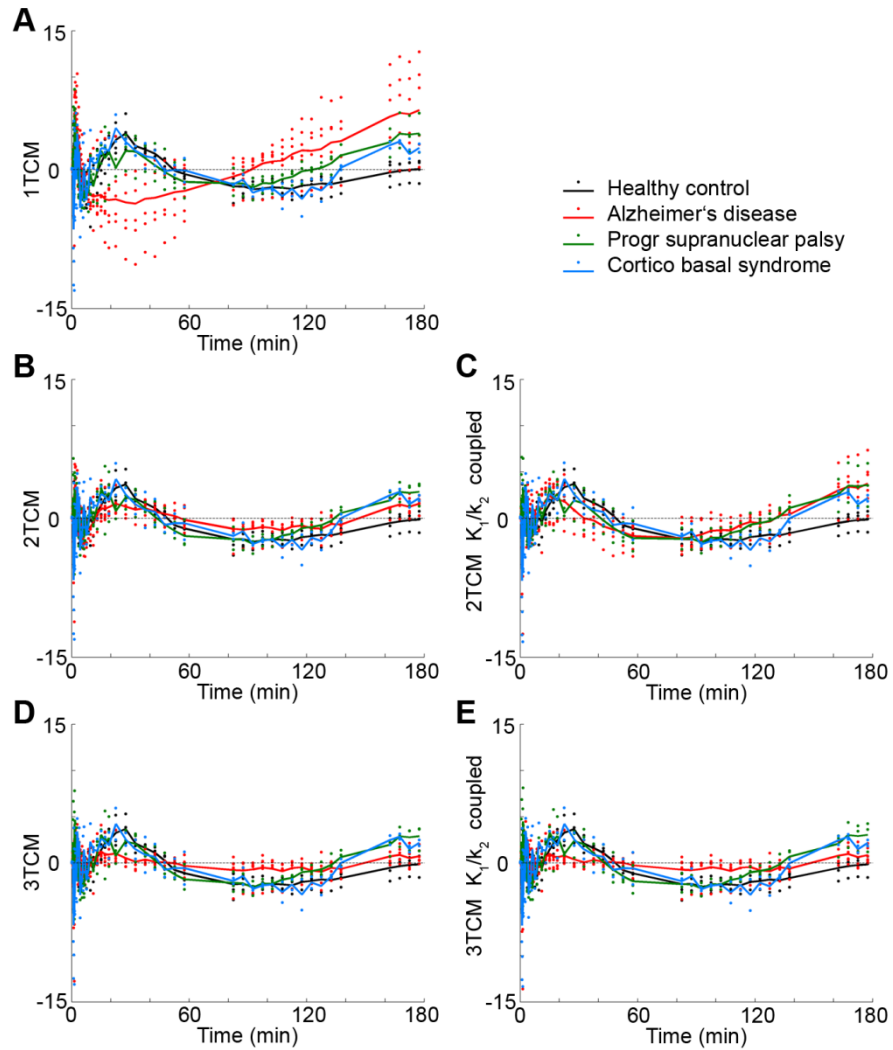 A
15
1TCM
0
-15
0
60
120
180
Time (min)
Healthy control
Alzheimer‘s disease
Progr supranuclear palsy
Cortico basal syndrome
B
15
2TCM
0
-15
0
60
120
180
Time (min)
C
15
2TCM K₁/k₂ coupled
0
-15
0
60
120
180
Time (min)
D
15
3TCM
0
-15
0
60
120
180
Time (min)
E
15
3TCM K₁/k₂ coupled
0
-15
0
60
120
180
Time (min)